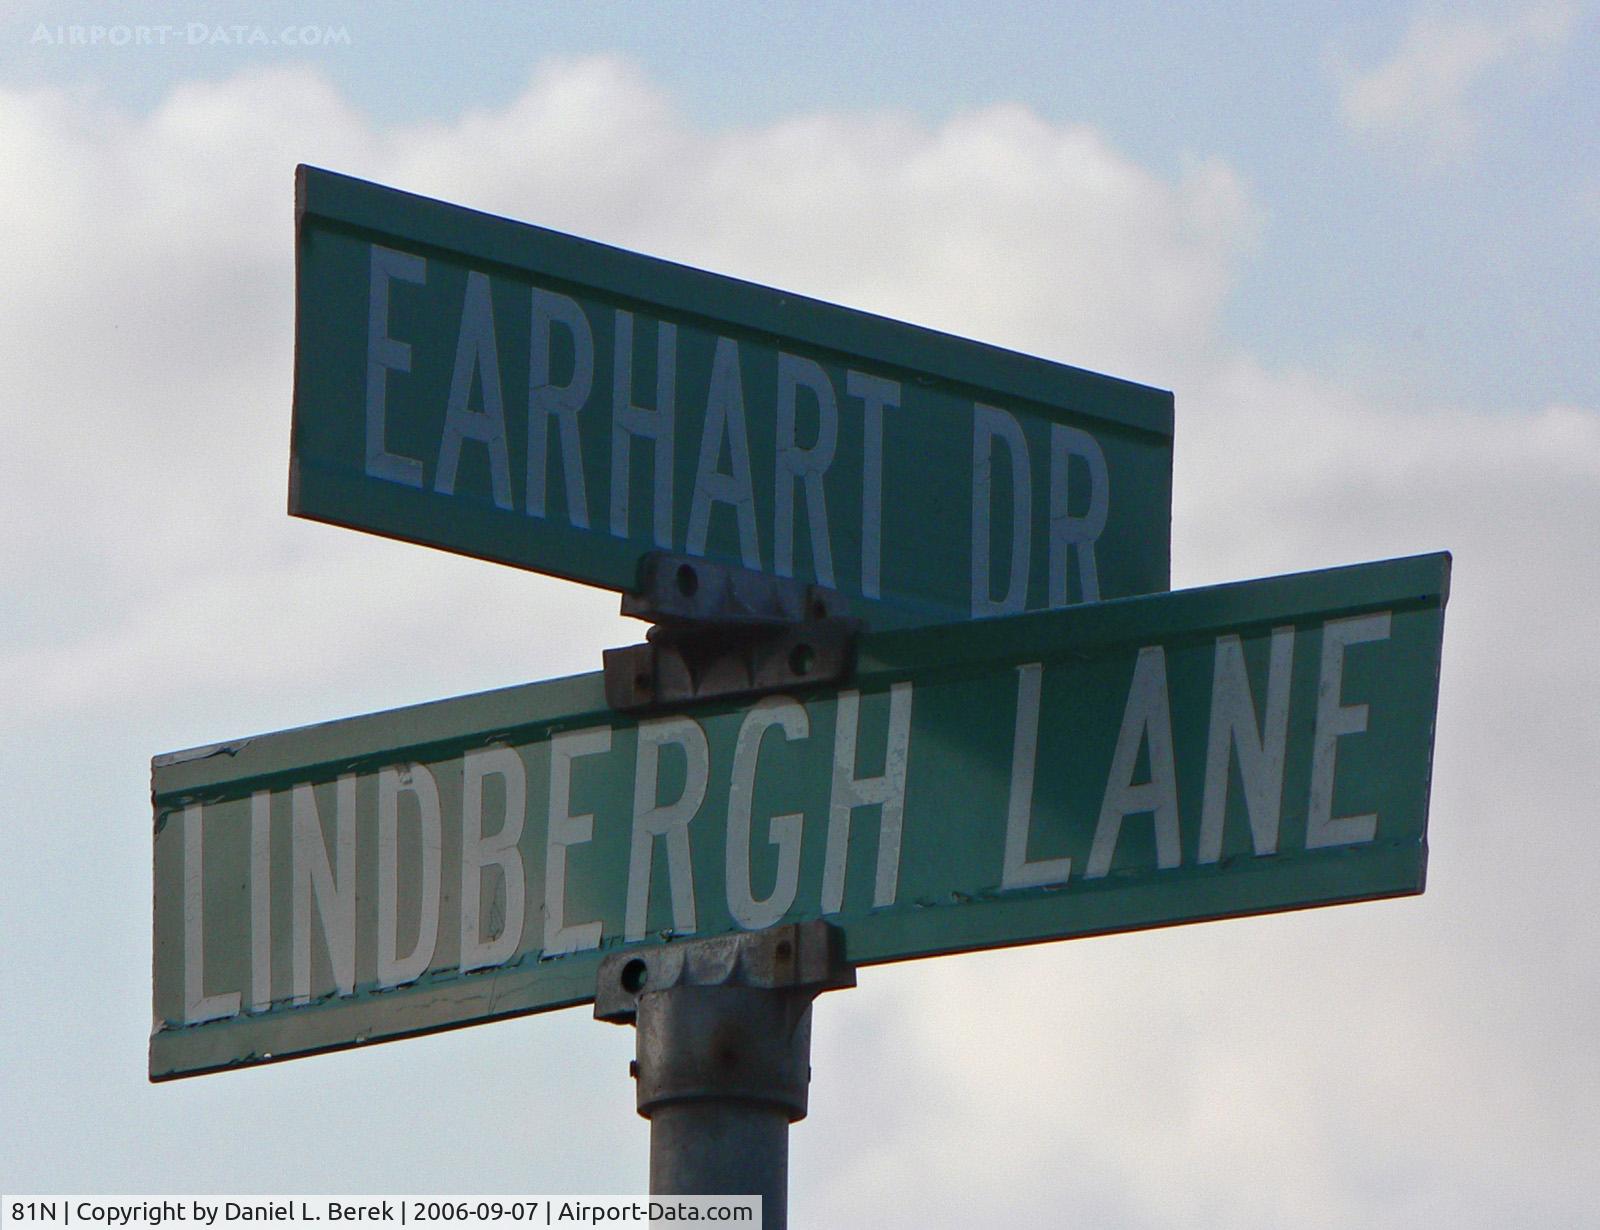 AIRPORT-DATA.COM
EARHART DR
LINDBERGH LANE
81N | Copyright by Daniel L. Berek | 2006-09-07 | Airport-Data.com